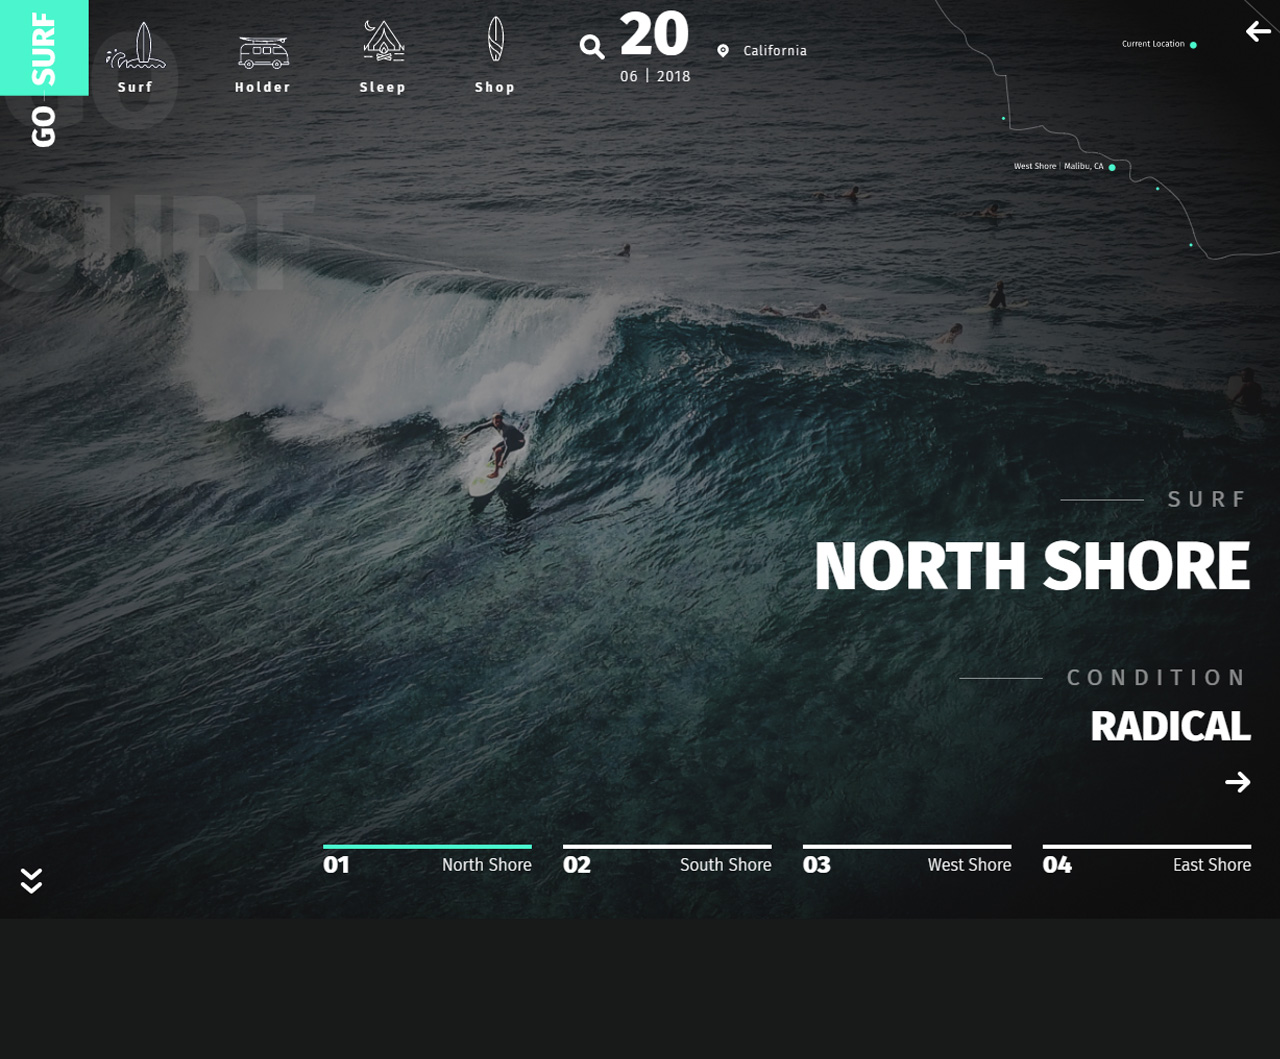 GO SURF
GO
SURF
Surf
Holder
Sleep
Shop
20
06 | 2018
California
Current Location
West Shore | Malibu, CA
SURF
NORTH SHORE
CONDITION
RADICAL
01 North Shore
02 South Shore
03 West Shore
04 East Shore